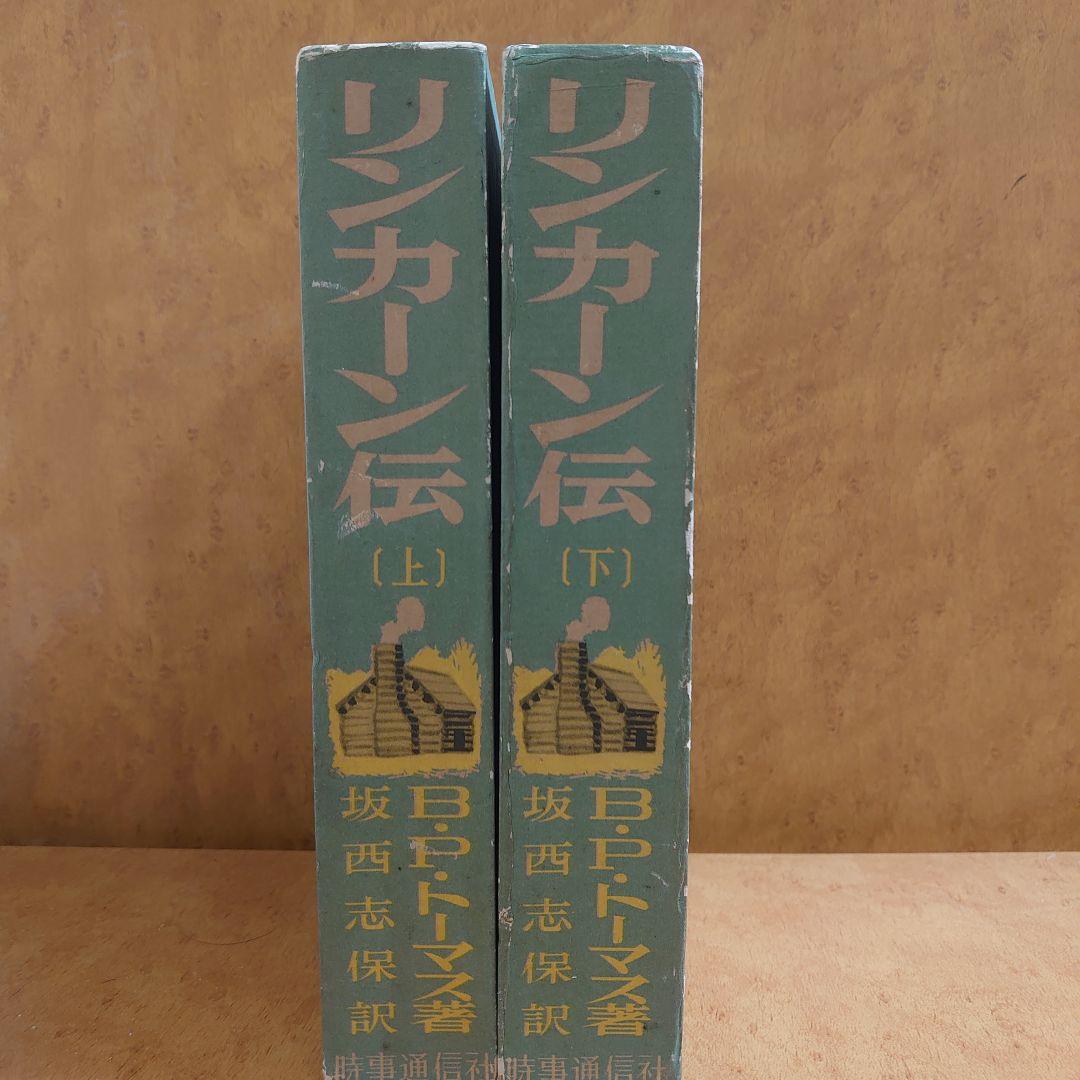 リンカーン伝
〔上〕
B・P・トーマス著
坂西志保訳
時事通信社
リンカーン伝
〔下〕
B・P・トーマス著
坂西志保訳
時事通信社